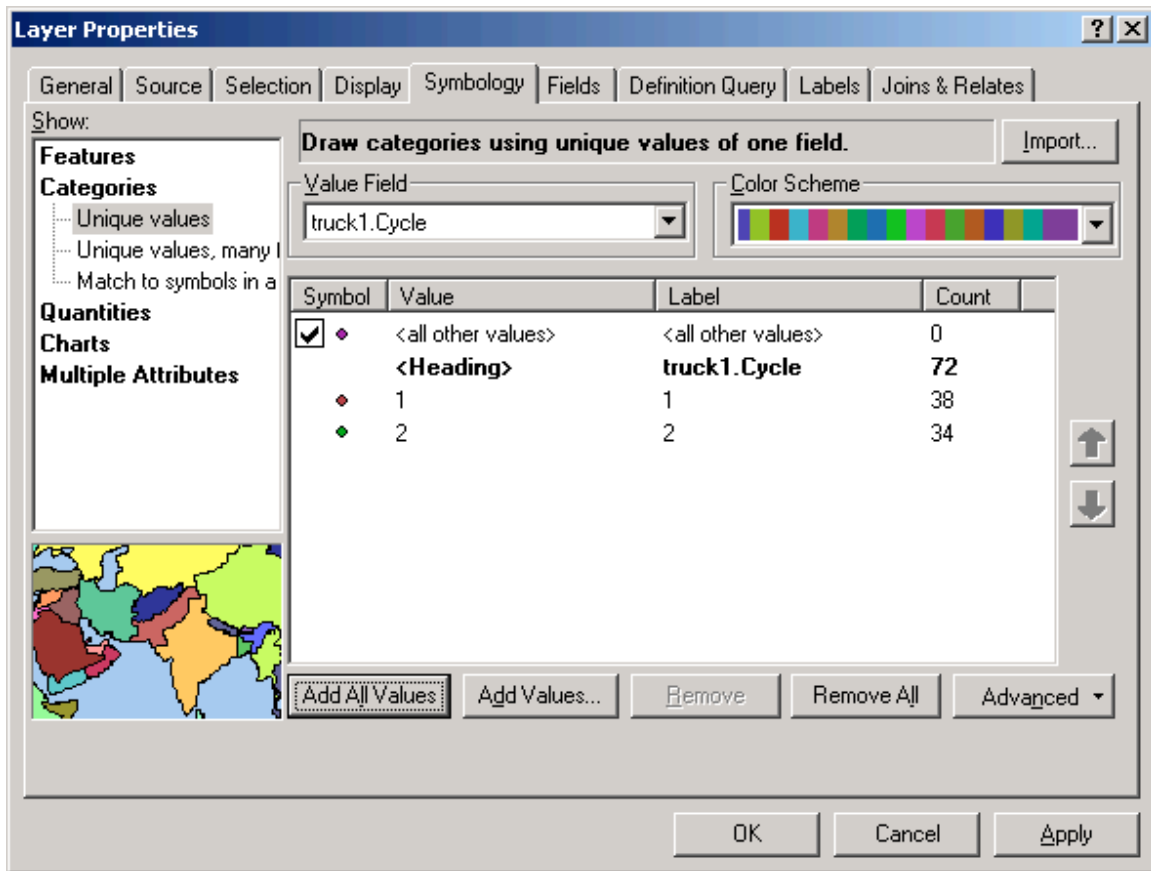 Layer Properties
General Source Selection Display Symbology Fields Definition Query Labels Joins & Relates
Show:
Features
Categories
Unique values
Unique values, many
Match to symbols in a
Quantities
Charts
Multiple Attributes
Draw categories using unique values of one field.
Import...
Value Field
truck1.Cycle
Color Scheme
Symbol Value Label Count
<all other values> <all other values> 0
<Heading> truck1.Cycle 72
1 1 38
2 2 34
Add All Values Add Values... Remove Remove All Advanced
OK Cancel Apply